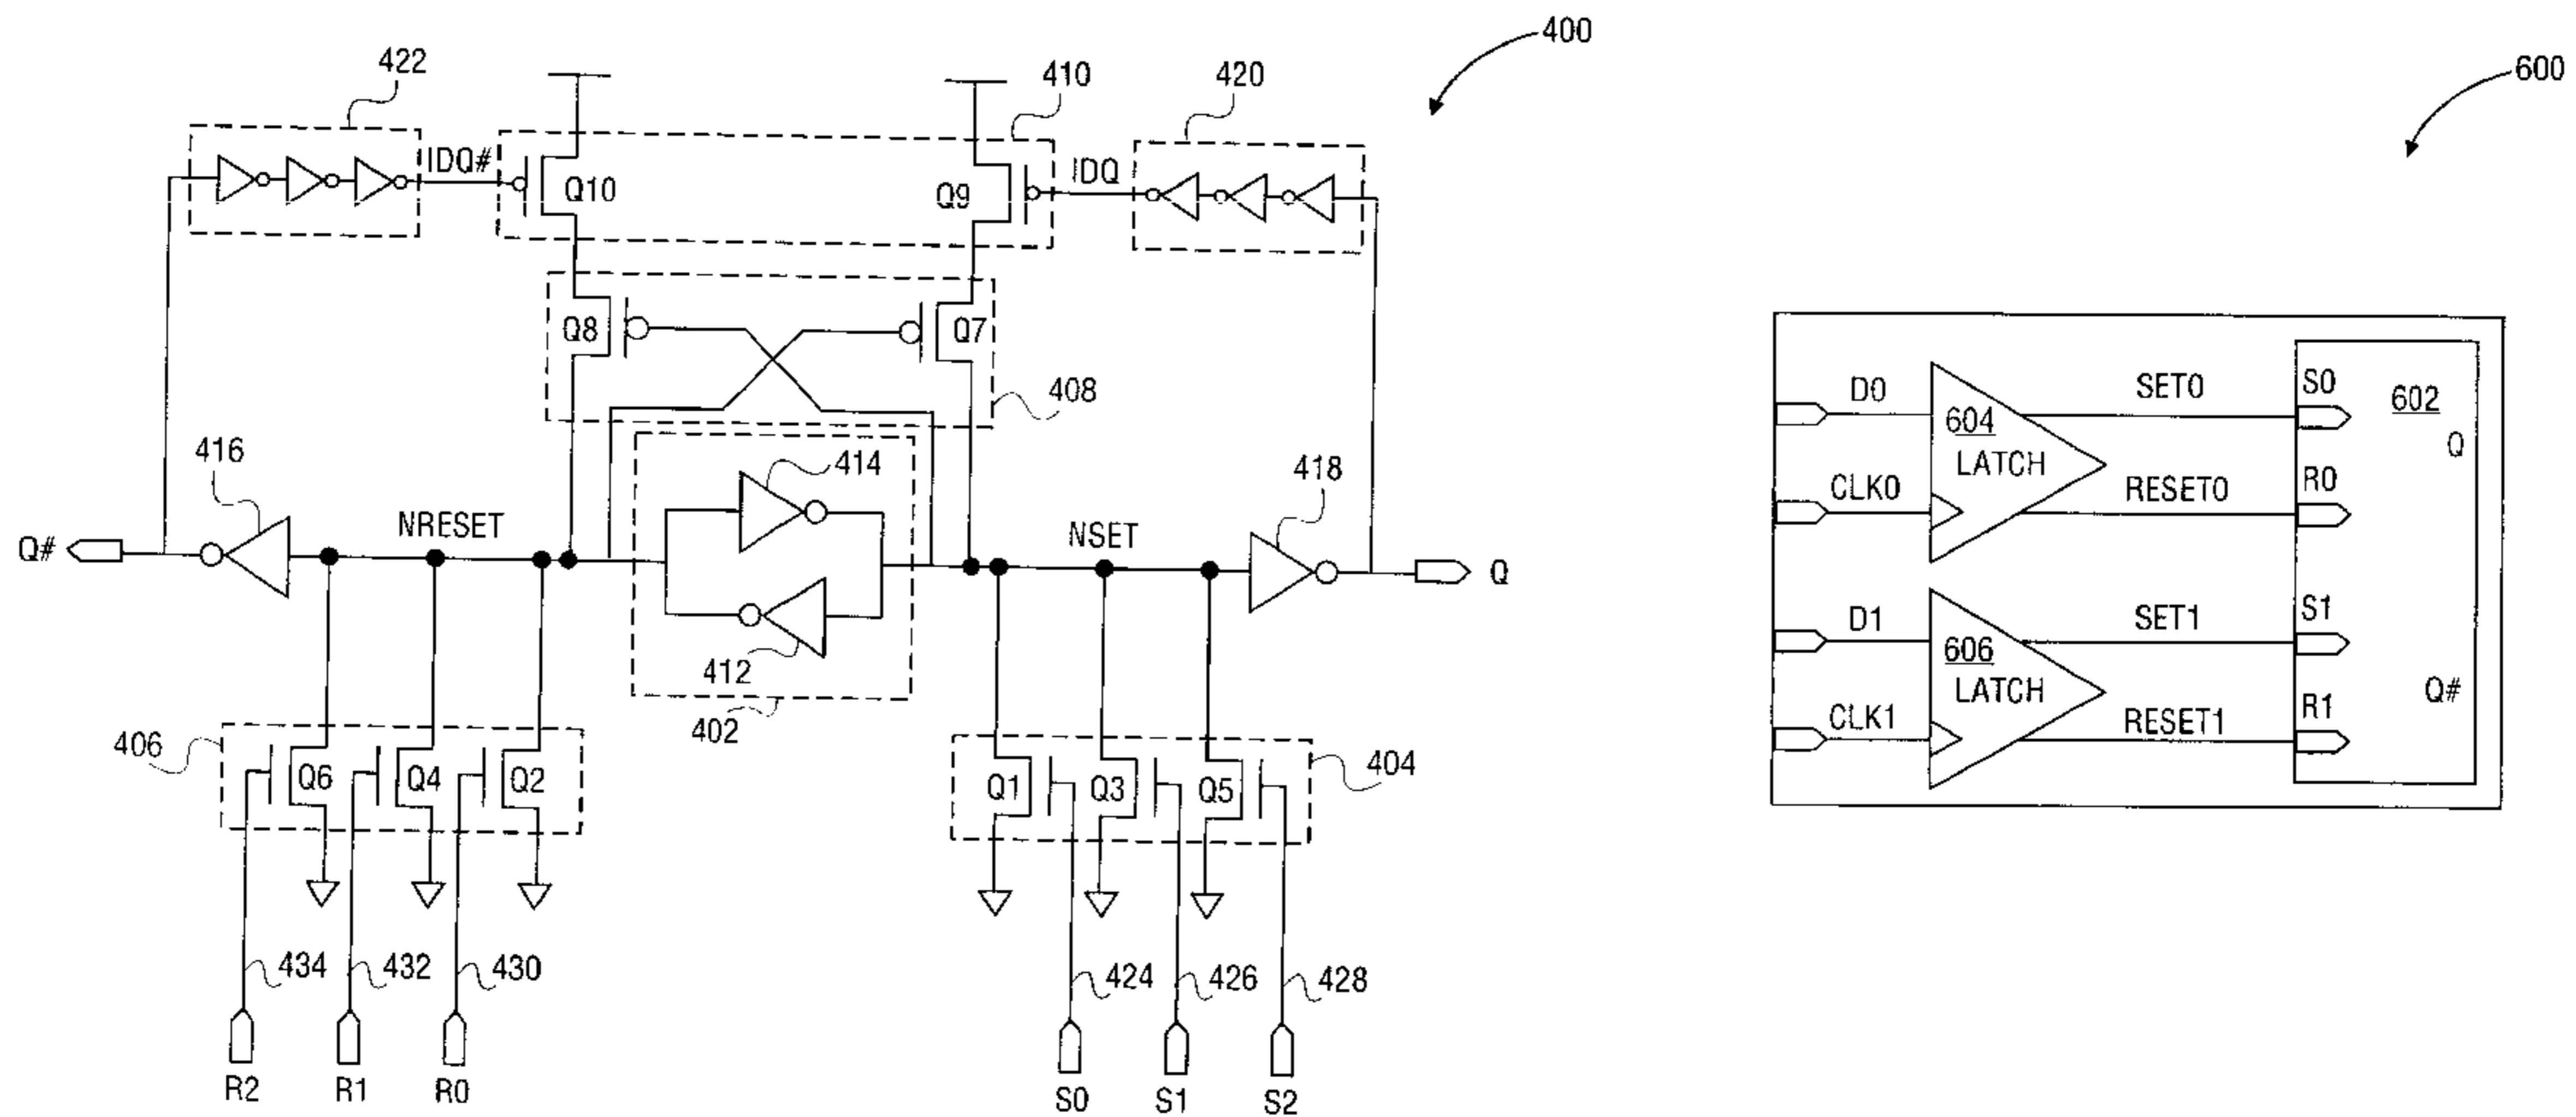 400
422
410
420
IDQ#
Q10
Q9
IDQ
Q8
Q7
408
416
414
418
Q#
NRESET
NSET
Q
412
402
406
Q6
Q4
Q2
Q1
Q3
Q5
404
434
432
430
424
426
428
R2
R1
R0
S0
S1
S2
600
D0
604
LATCH
SET0
S0
602
Q
CLK0
RESET0
R0
D1
606
LATCH
SET1
S1
Q#
CLK1
RESET1
R1